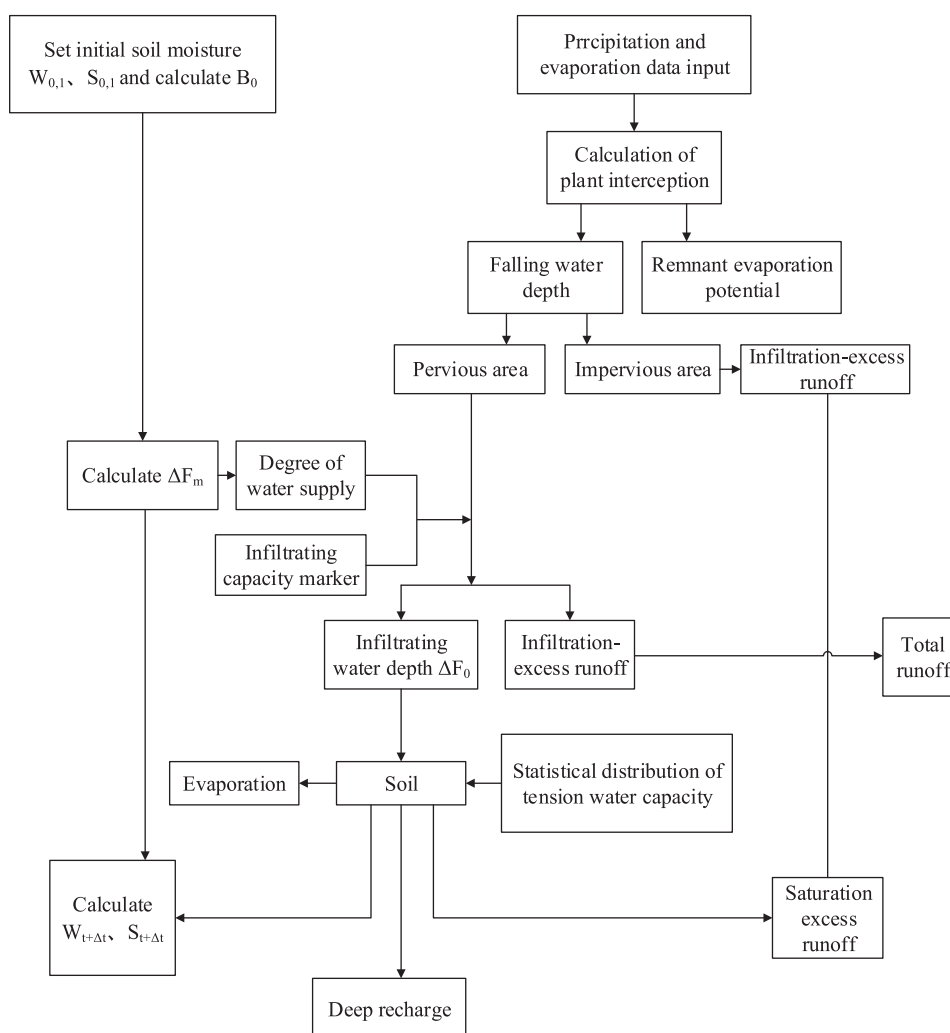 Set initial soil moisture
W₀,₁、 S₀,₁ and calculate B₀
Prrcipitation and
evaporation data input
Calculation of
plant interception
Falling water
depth
Remnant evaporation
potential
Pervious area
Impervious area
Infiltration-excess
runoff
Calculate ΔFₘ
Degree of
water supply
Infiltrating
capacity marker
Infiltrating
water depth ΔF₀
Infiltration-
excess runoff
Total
runoff
Evaporation
Soil
Statistical distribution of
tension water capacity
Calculate
Wt+Δt、 St+Δt
Saturation
excess
runoff
Deep recharge